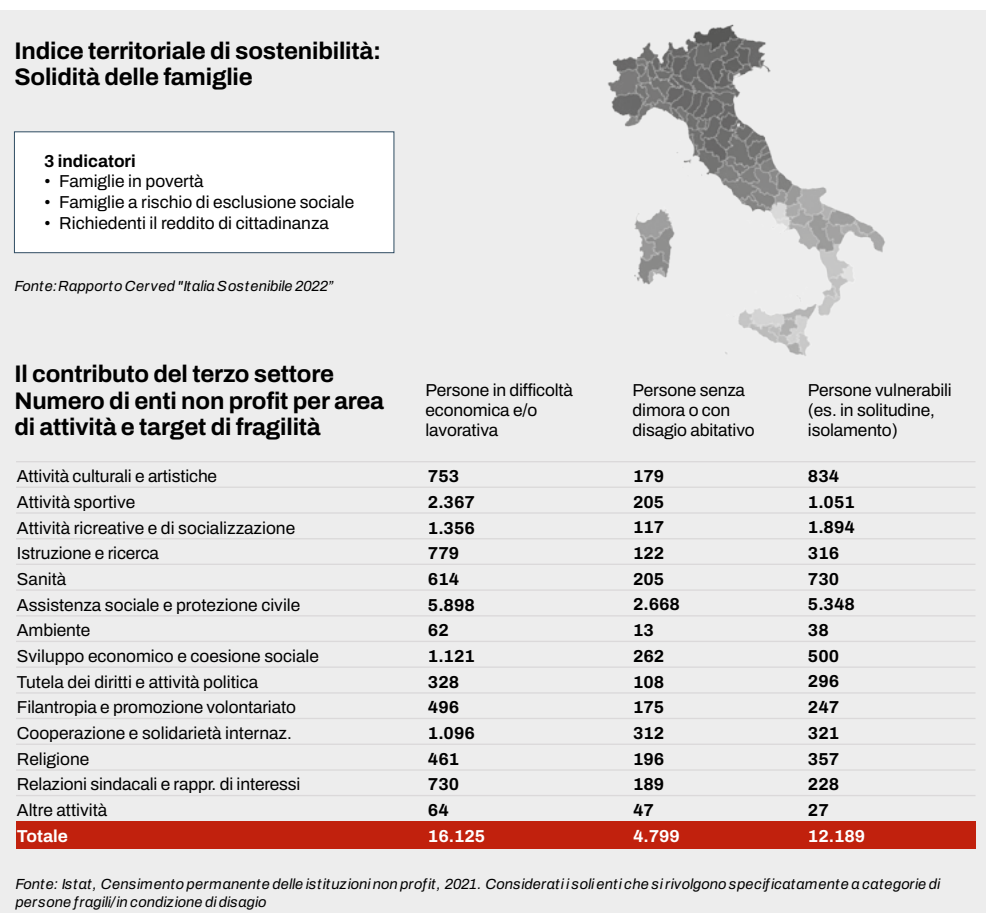 Indice territoriale di sostenibilità:
Solidità delle famiglie
3 indicatori
• Famiglie in povertà
• Famiglie a rischio di esclusione sociale
• Richiedenti il reddito di cittadinanza
Fonte: Rapporto Cerved "Italia Sostenibile 2022”
Il contributo del terzo settore
Numero di enti non profit per area
di attività e target di fragilità
Persone in difficoltà
economica e/o
lavorativa
Persone senza
dimora o con
disagio abitativo
Persone vulnerabili
(es. in solitudine,
isolamento)
Attività culturali e artistiche 753 179 834
Attività sportive 2.367 205 1.051
Attività ricreative e di socializzazione 1.356 117 1.894
Istruzione e ricerca 779 122 316
Sanità 614 205 730
Assistenza sociale e protezione civile 5.898 2.668 5.348
Ambiente 62 13 38
Sviluppo economico e coesione sociale 1.121 262 500
Tutela dei diritti e attività politica 328 108 296
Filantropia e promozione volontariato 496 175 247
Cooperazione e solidarietà internaz. 1.096 312 321
Religione 461 196 357
Relazioni sindacali e rappr. di interessi 730 189 228
Altre attività 64 47 27
Totale 16.125 4.799 12.189
Fonte: Istat, Censimento permanente delle istituzioni non profit, 2021. Considerati i soli enti che si rivolgono specificatamente a categorie di
persone fragili/in condizione di disagio